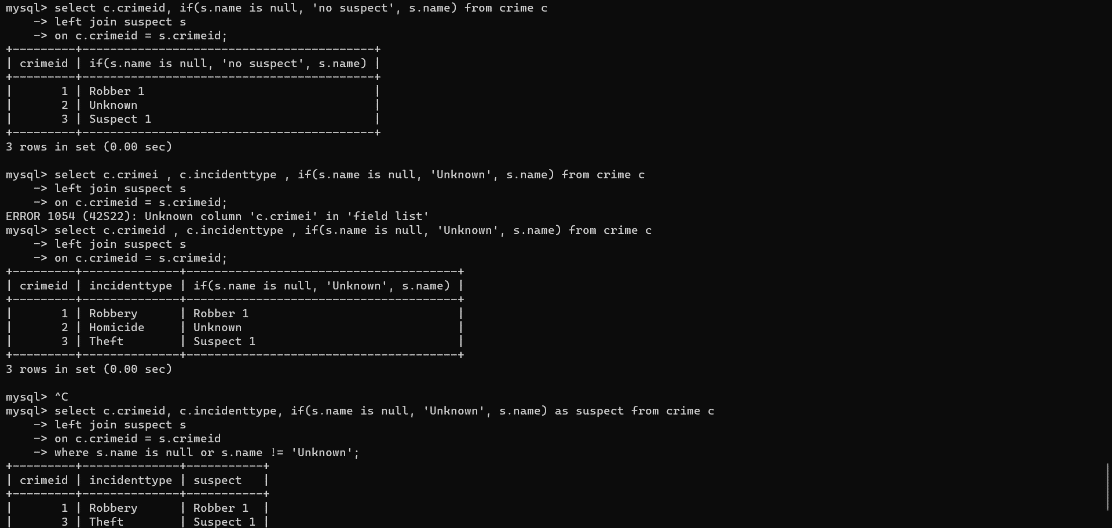 mysql> select c.crimeid, if(s.name is null, 'no suspect', s.name) from crime c
    -> left join suspect s
    -> on c.crimeid = s.crimeid;
+---------+------------------------------------------+
| crimeid | if(s.name is null, 'no suspect', s.name) |
+---------+------------------------------------------+
|       1 | Robber 1                                 |
|       2 | Unknown                                  |
|       3 | Suspect 1                                |
+---------+------------------------------------------+
3 rows in set (0.00 sec)

mysql> select c.crimei , c.incidenttype , if(s.name is null, 'Unknown', s.name) from crime c
    -> left join suspect s
    -> on c.crimeid = s.crimeid;
ERROR 1054 (42S22): Unknown column 'c.crimei' in 'field list'
mysql> select c.crimeid , c.incidenttype , if(s.name is null, 'Unknown', s.name) from crime c
    -> left join suspect s
    -> on c.crimeid = s.crimeid;
+---------+--------------+---------------------------------------+
| crimeid | incidenttype | if(s.name is null, 'Unknown', s.name) |
+---------+--------------+---------------------------------------+
|       1 | Robbery      | Robber 1                              |
|       2 | Homicide     | Unknown                               |
|       3 | Theft        | Suspect 1                             |
+---------+--------------+---------------------------------------+
3 rows in set (0.00 sec)

mysql> ^C
mysql> select c.crimeid, c.incidenttype, if(s.name is null, 'Unknown', s.name) as suspect from crime c
    -> left join suspect s
    -> on c.crimeid = s.crimeid
    -> where s.name is null or s.name != 'Unknown';
+---------+--------------+-----------+
| crimeid | incidenttype | suspect   |
+---------+--------------+-----------+
|       1 | Robbery      | Robber 1  |
|       3 | Theft        | Suspect 1 |